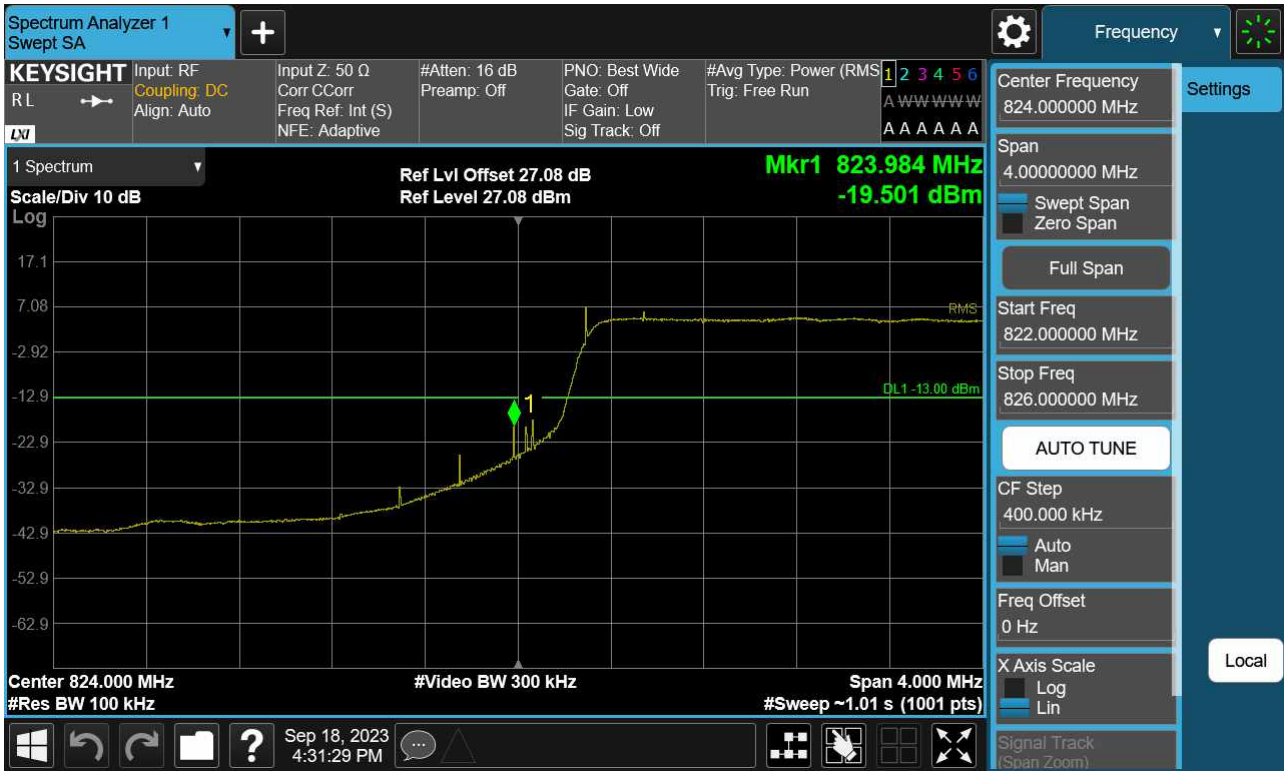 Spectrum Analyzer 1
Swept SA
Frequency
KEYSIGHT
R L
LXI
Input: RF
Coupling: DC
Align: Auto
Input Z: 50 Ω
Corr CCorr
Freq Ref: Int (S)
NFE: Adaptive
#Atten: 16 dB
Preamp: Off
PNO: Best Wide
Gate: Off
IF Gain: Low
Sig Track: Off
#Avg Type: Power (RMS
Trig: Free Run
1 2 3 4 5 6
A W W W W W
A A A A A A
1 Spectrum
Scale/Div 10 dB
Log
Ref Lvl Offset 27.08 dB
Ref Level 27.08 dBm
Mkr1 823.984 MHz
-19.501 dBm
17.1
7.08
-2.92
-12.9
-22.9
-32.9
-42.9
-52.9
-62.9
RMS
DL1 -13.00 dBm
1
Center 824.000 MHz
#Res BW 100 kHz
#Video BW 300 kHz
Span 4.000 MHz
#Sweep ~1.01 s (1001 pts)
Center Frequency
824.000000 MHz
Span
4.00000000 MHz
Swept Span
Zero Span
Full Span
Start Freq
822.000000 MHz
Stop Freq
826.000000 MHz
AUTO TUNE
CF Step
400.000 kHz
Auto
Man
Freq Offset
0 Hz
X Axis Scale
Log
Lin
Signal Track
(Span Zoom)
Settings
Local
?
Sep 18, 2023
4:31:29 PM